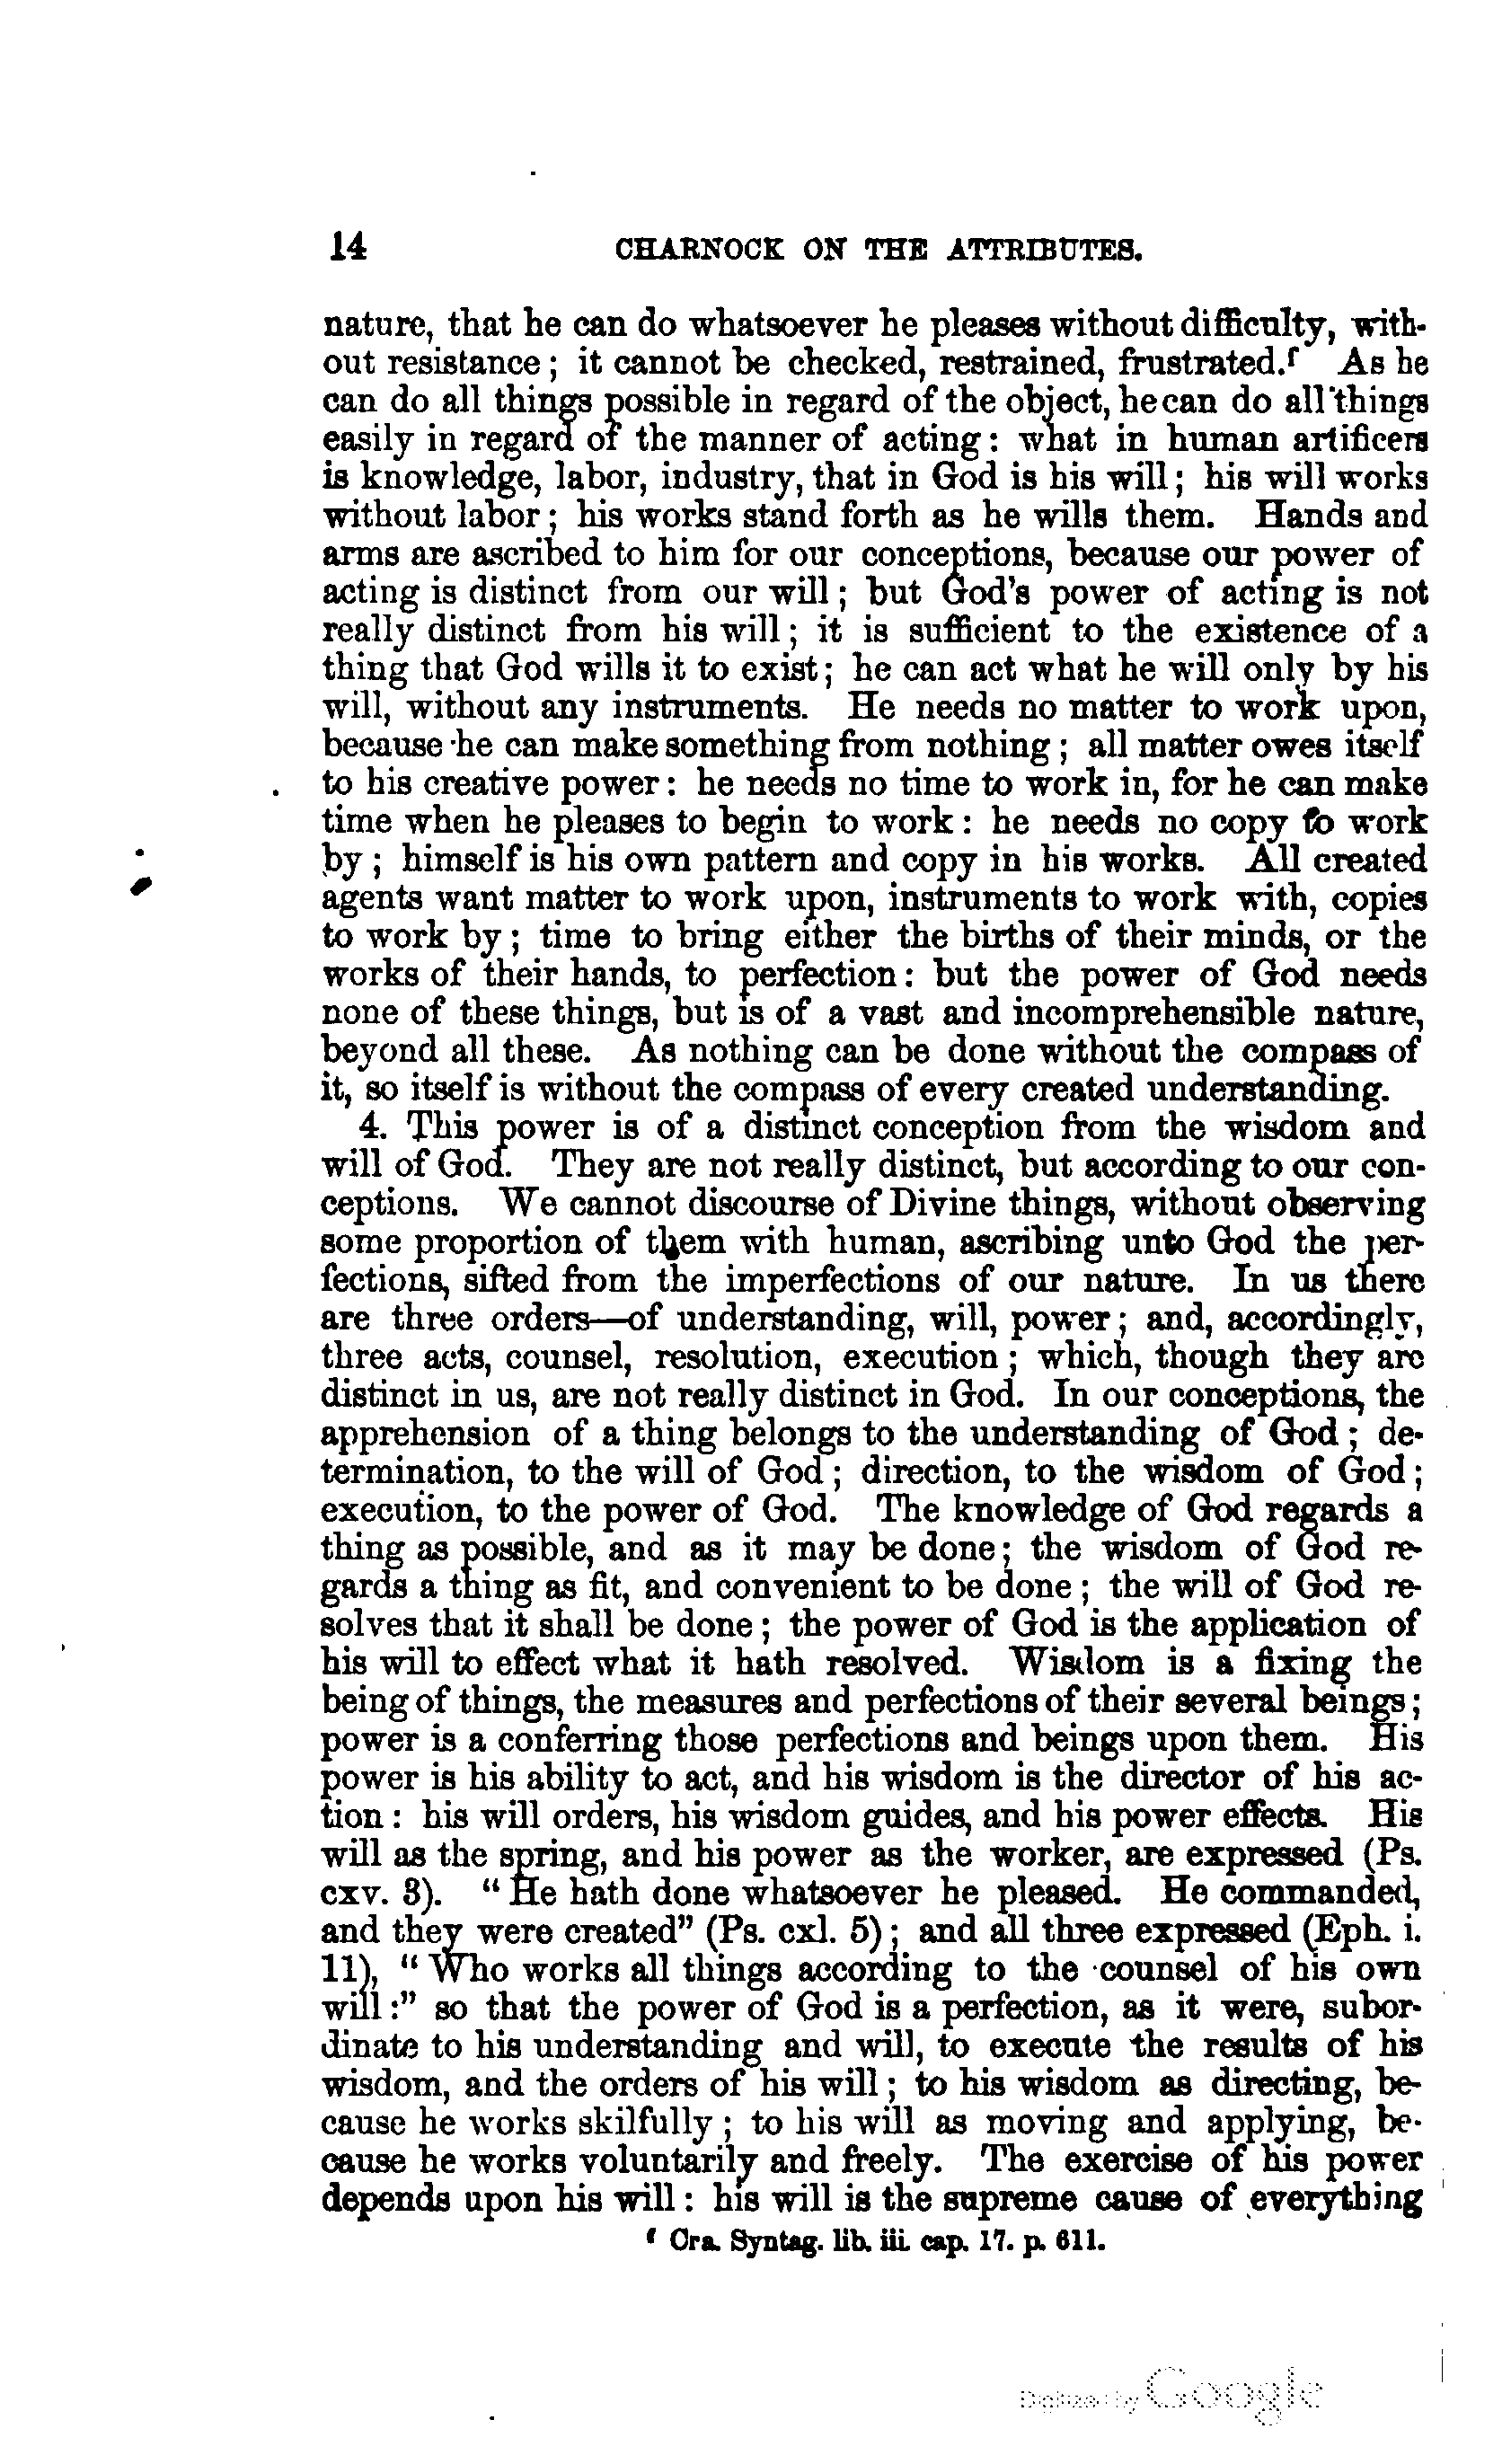 14 CHARNOCK ON THE ATTRIBUTES.
nature, that he can do whatsoever he pleases without difficulty, with-
out resistance; it cannot be checked, restrained, frustrated.f As he
can do all things possible in regard of the object, he can do all things
easily in regard of the manner of acting: what in human artificers
is knowledge, labor, industry, that in God is his will; his will works
without labor; his works stand forth as he wills them. Hands and
arms are ascribed to him for our conceptions, because our power of
acting is distinct from our will; but God's power of acting is not
really distinct from his will; it is sufficient to the existence of a
thing that God wills it to exist; he can act what he will only by his
will, without any instruments. He needs no matter to work upon,
because he can make something from nothing; all matter owes itself
to his creative power: he needs no time to work in, for he can make
time when he pleases to begin to work: he needs no copy to work
by; himself is his own pattern and copy in his works. All created
agents want matter to work upon, instruments to work with, copies
to work by; time to bring either the births of their minds, or the
works of their hands, to perfection: but the power of God needs
none of these things, but is of a vast and incomprehensible nature,
beyond all these. As nothing can be done without the compass of
it, so itself is without the compass of every created understanding.
4. This power is of a distinct conception from the wisdom and
will of God. They are not really distinct, but according to our con-
ceptions. We cannot discourse of Divine things, without observing
some proportion of them with human, ascribing unto God the per-
fections, sifted from the imperfections of our nature. In us there
are three orders—of understanding, will, power; and, accordingly,
three acts, counsel, resolution, execution; which, though they are
distinct in us, are not really distinct in God. In our conceptions, the
apprehension of a thing belongs to the understanding of God; de-
termination, to the will of God; direction, to the wisdom of God;
execution, to the power of God. The knowledge of God regards a
thing as possible, and as it may be done; the wisdom of God re-
gards a thing as fit, and convenient to be done; the will of God re-
solves that it shall be done; the power of God is the application of
his will to effect what it hath resolved. Wisdom is a fixing the
being of things, the measures and perfections of their several beings;
power is a conferring those perfections and beings upon them. His
power is his ability to act, and his wisdom is the director of his ac-
tion: his will orders, his wisdom guides, and his power effects. His
will as the spring, and his power as the worker, are expressed (Ps.
cxv. 3). "He hath done whatsoever he pleased. He commanded,
and they were created" (Ps. cxl. 5); and all three expressed (Eph. i.
11), "Who works all things according to the counsel of his own
will:" so that the power of God is a perfection, as it were, subor-
dinate to his understanding and will, to execute the results of his
wisdom, and the orders of his will; to his wisdom as directing, be-
cause he works skilfully; to his will as moving and applying, be-
cause he works voluntarily and freely. The exercise of his power
depends upon his will: his will is the supreme cause of everything
f Cra. Syntag. lib. iii. cap. 17. p. 611.
Digitized by Google